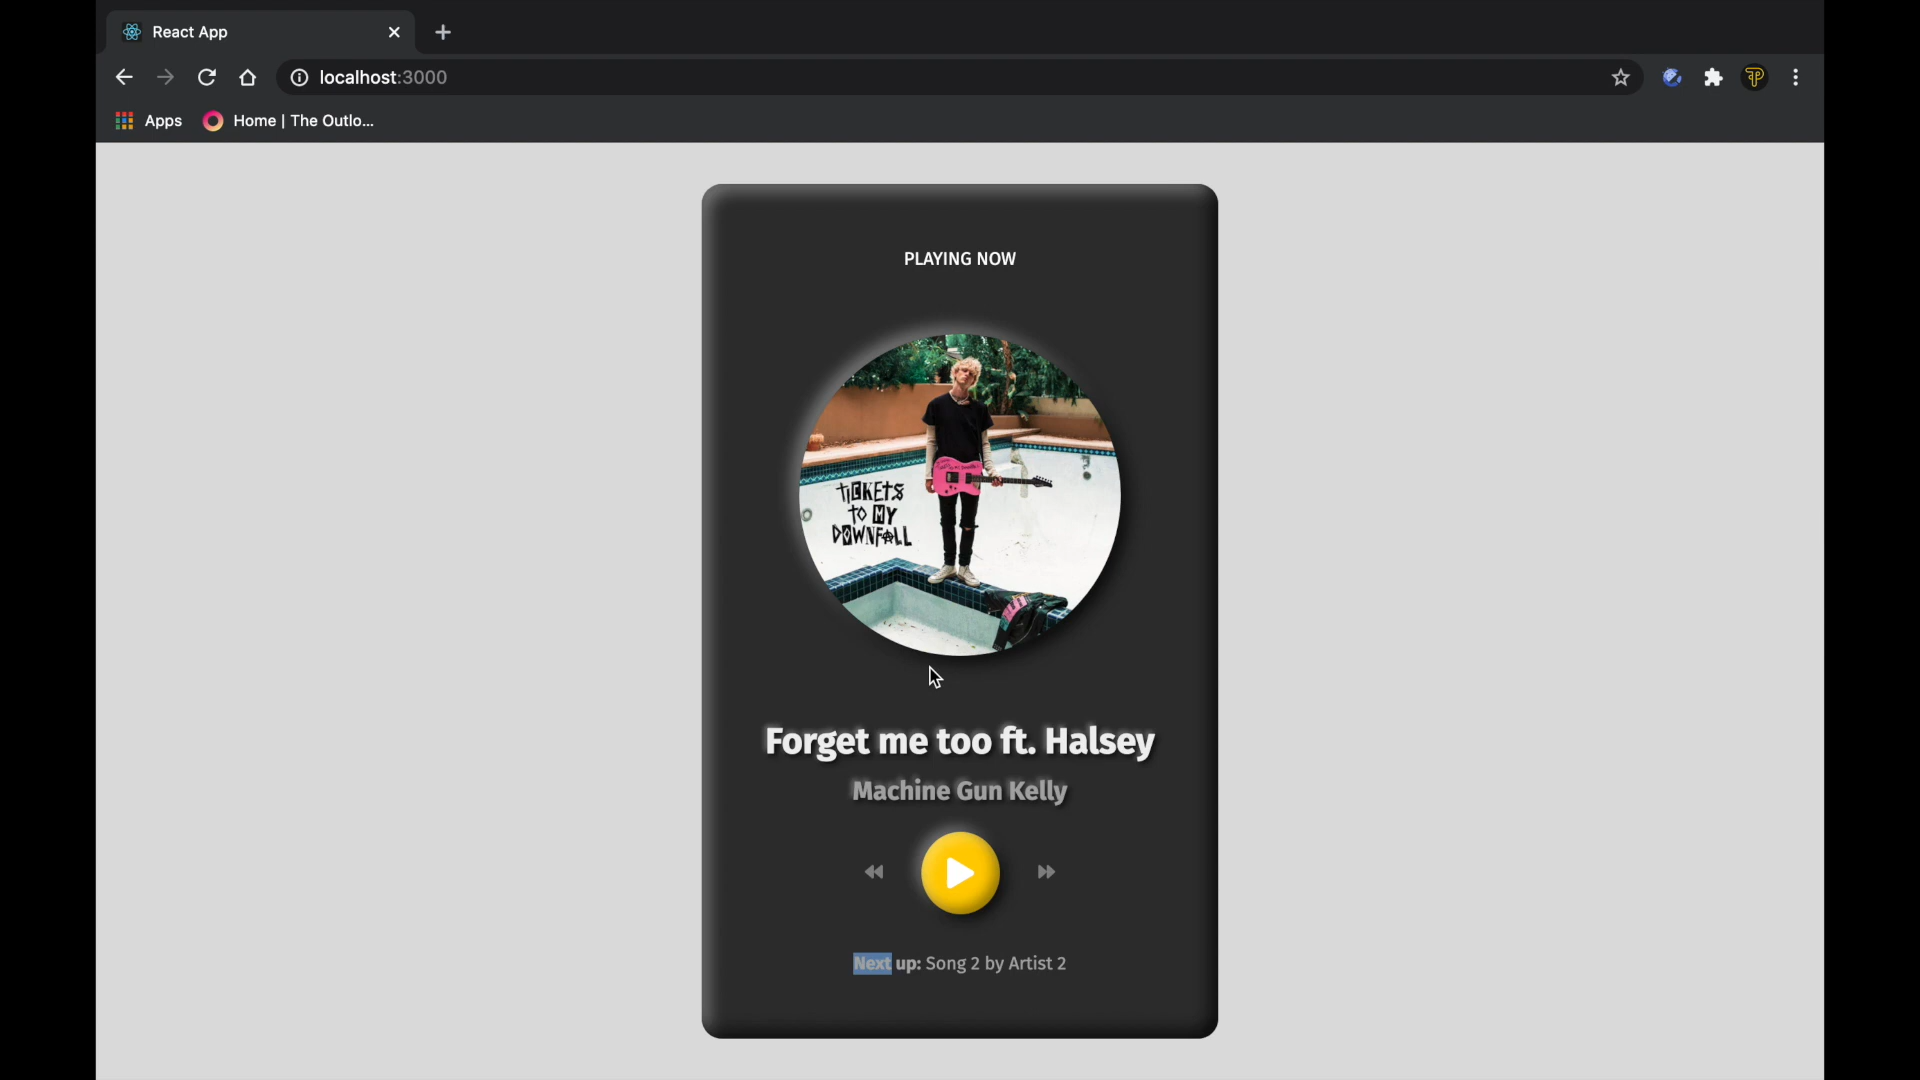 React App
localhost:3000
Apps
Home | The Outlo...
PLAYING NOW
TICKETS
TO MY
DOWNFALL
Forget me too ft. Halsey
Machine Gun Kelly
Next up: Song 2 by Artist 2